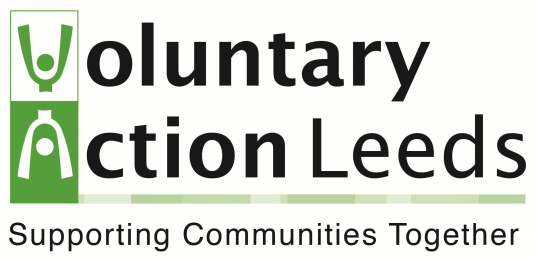 Voluntary
Action Leeds
Supporting Communities Together